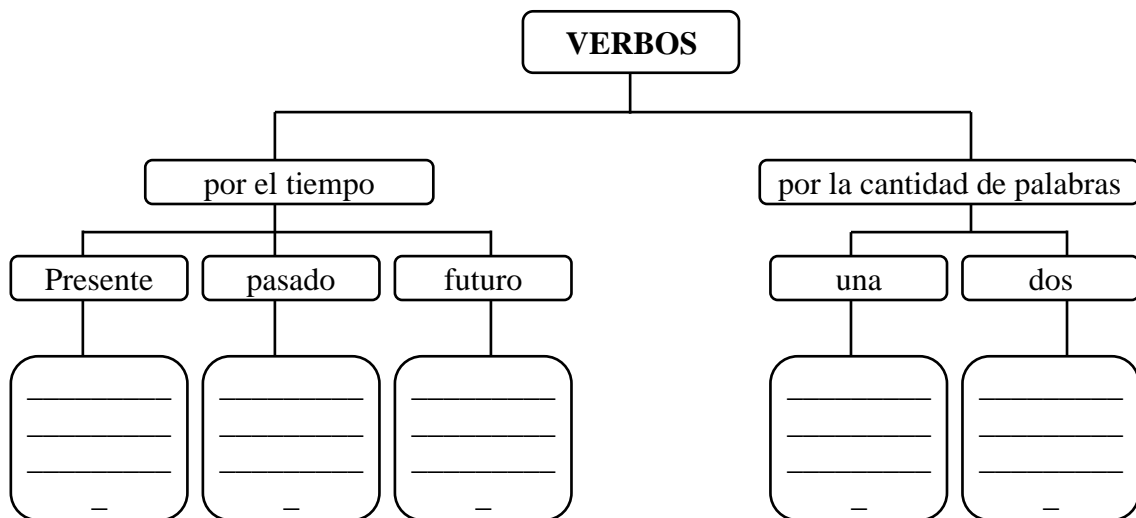 VERBOS
por el tiempo
por la cantidad de palabras
Presente
pasado
futuro
una
dos